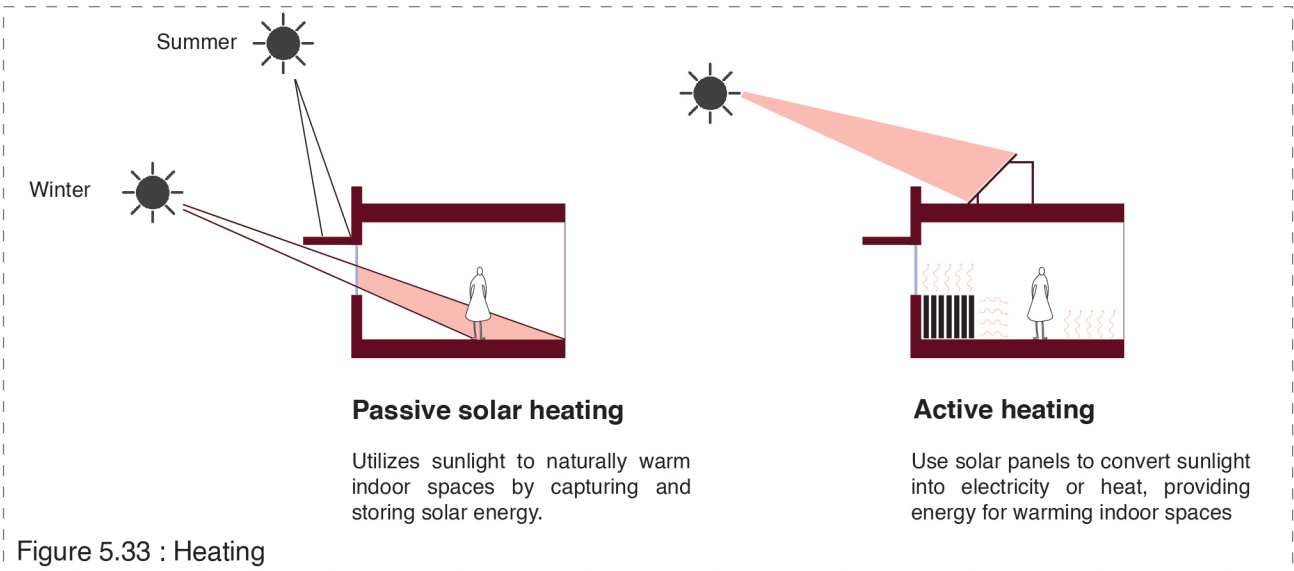 Summer
Winter
Passive solar heating
Utilizes sunlight to naturally warm
indoor spaces by capturing and
storing solar energy.
Active heating
Use solar panels to convert sunlight
into electricity or heat, providing
energy for warming indoor spaces
Figure 5.33 : Heating